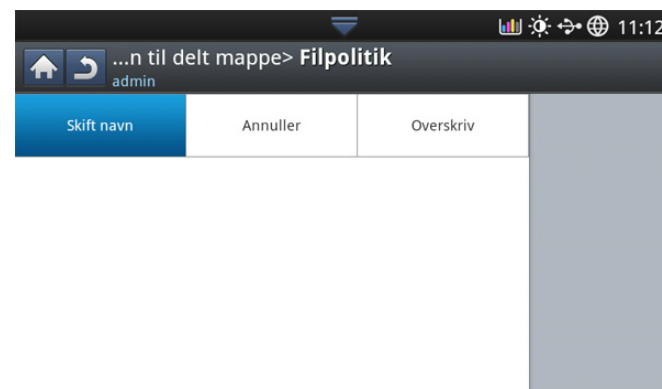 11:12
...n til delt mappe> Filpolitik
admin
Skift navn
Annuller
Overskriv